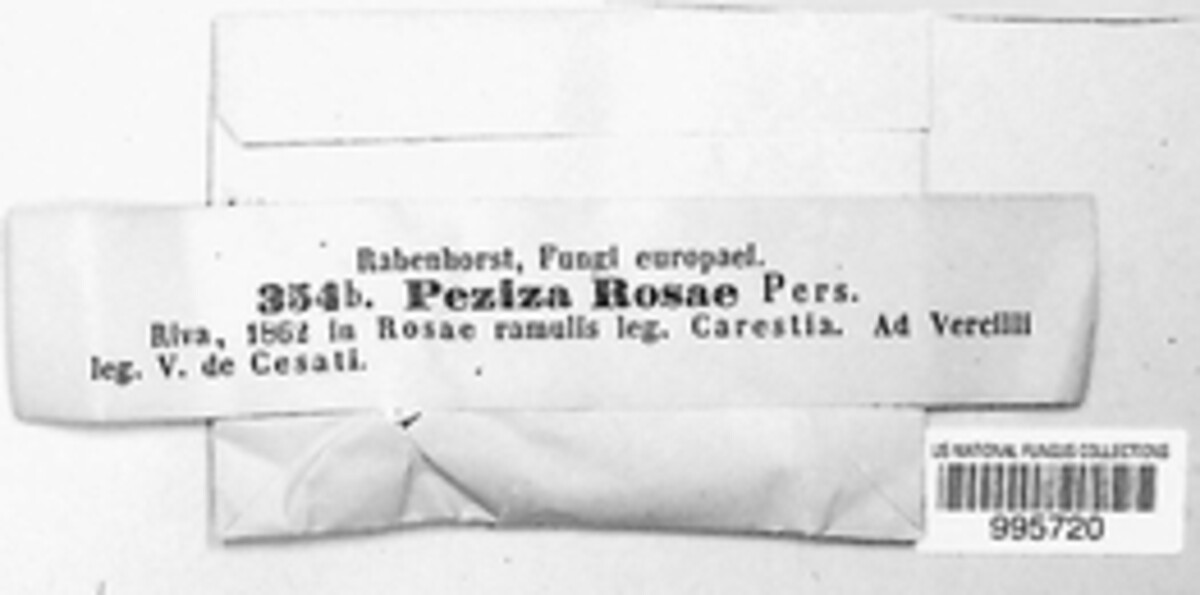 Rabenhorst, Fungi europaei.
354b. Peziza Rosae Pers.
Riva, 1862 in Rosae ramulis leg. Carestia. Ad Vercilli
leg. V. de Cesati.
US NATIONAL FUNGUS COLLECTIONS
995720